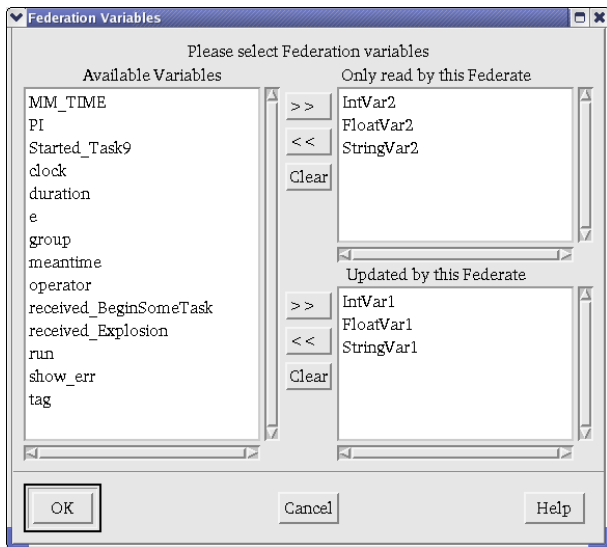 Federation Variables
Please select Federation variables
Available Variables
MM_TIME
PI
Started_Task9
clock
duration
e
group
meantime
operator
received_BeginSomeTask
received_Explosion
run
show_err
tag
>>
<<
Clear
Only read by this Federate
IntVar2
FloatVar2
StringVar2
>>
<<
Clear
Updated by this Federate
IntVar1
FloatVar1
StringVar1
OK
Cancel
Help